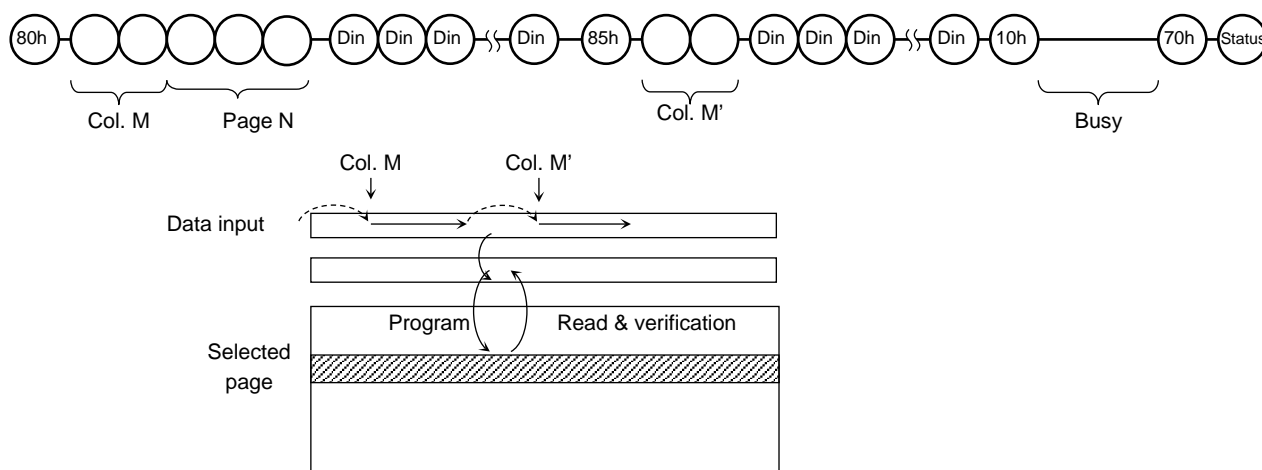 80h Din Din Din Din 85h Din Din Din Din 10h 70h Status
Col. M Page N Col. M’ Busy
Col. M Col. M’
Data input
Program Read & verification
Selected
page